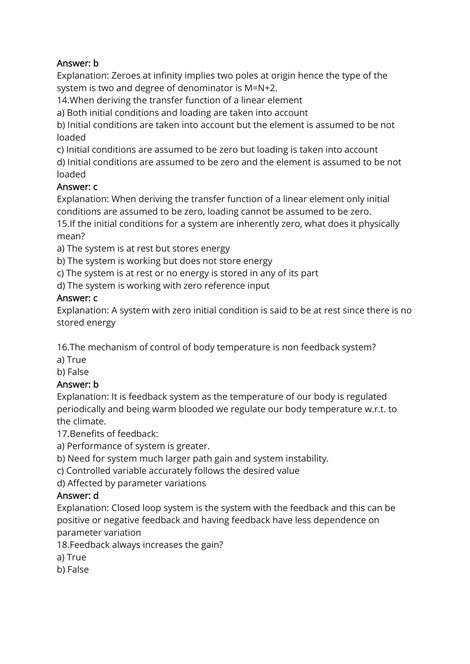 Answer: b
Explanation: Zeroes at infinity implies two poles at origin hence the type of the
system is two and degree of denominator is M=N+2.
14.When deriving the transfer function of a linear element
a) Both initial conditions and loading are taken into account
b) Initial conditions are taken into account but the element is assumed to be not
loaded
c) Initial conditions are assumed to be zero but loading is taken into account
d) Initial conditions are assumed to be zero and the element is assumed to be not
loaded
Answer: c
Explanation: When deriving the transfer function of a linear element only initial
conditions are assumed to be zero, loading cannot be assumed to be zero.
15.If the initial conditions for a system are inherently zero, what does it physically
mean?
a) The system is at rest but stores energy
b) The system is working but does not store energy
c) The system is at rest or no energy is stored in any of its part
d) The system is working with zero reference input
Answer: c
Explanation: A system with zero initial condition is said to be at rest since there is no
stored energy
16.The mechanism of control of body temperature is non feedback system?
a) True
b) False
Answer: b
Explanation: It is feedback system as the temperature of our body is regulated
periodically and being warm blooded we regulate our body temperature w.r.t. to
the climate.
17.Benefits of feedback:
a) Performance of system is greater.
b) Need for system much larger path gain and system instability.
c) Controlled variable accurately follows the desired value
d) Affected by parameter variations
Answer: d
Explanation: Closed loop system is the system with the feedback and this can be
positive or negative feedback and having feedback have less dependence on
parameter variation
18.Feedback always increases the gain?
a) True
b) False